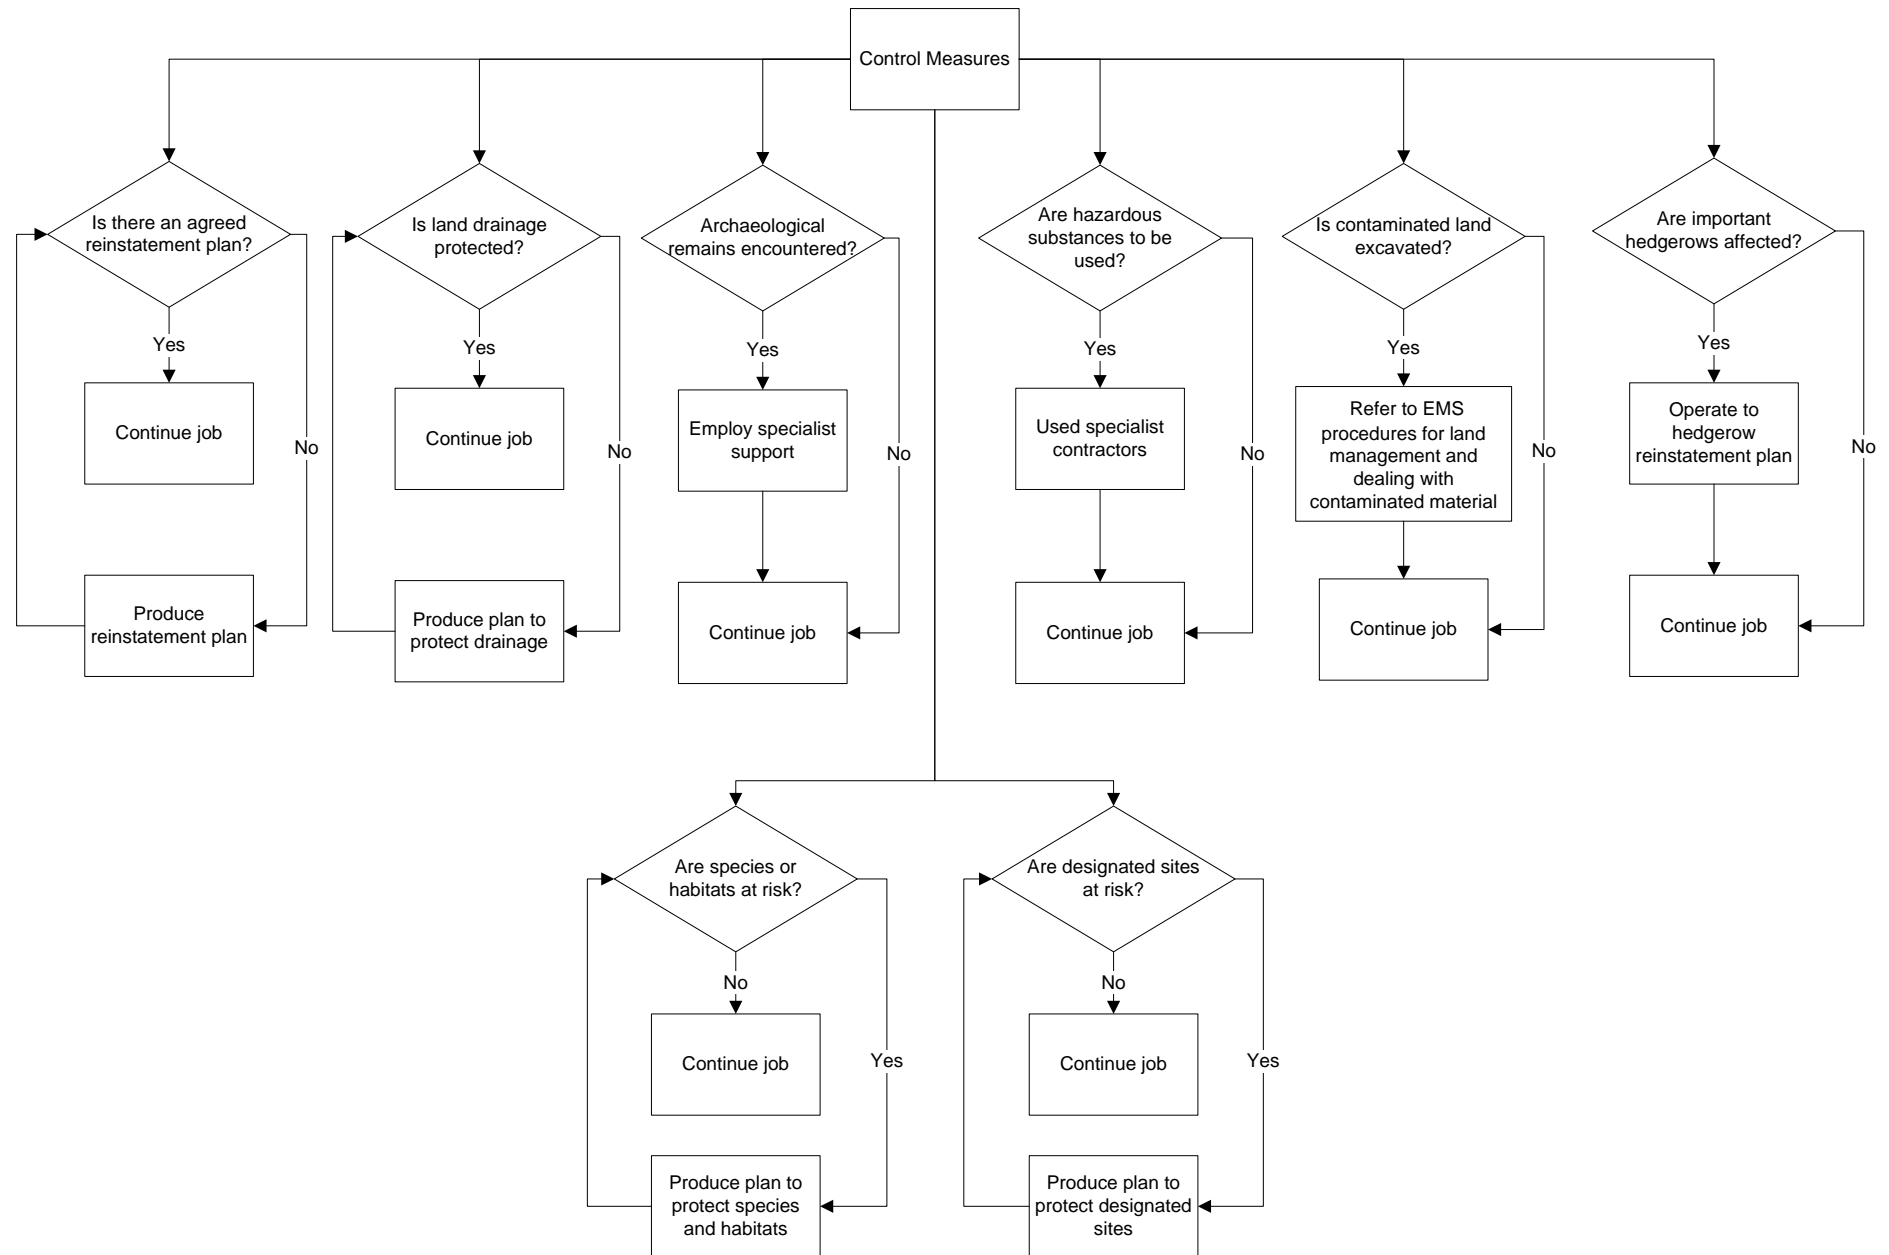 Control Measures
Is there an agreed
reinstatement plan?
Yes
Continue job
No
Produce
reinstatement plan
Is land drainage
protected?
Yes
Continue job
No
Produce plan to
protect drainage
Archaeological
remains encountered?
Yes
Employ specialist
support
No
Continue job
Are hazardous
substances to be
used?
Yes
Used specialist
contractors
No
Continue job
Is contaminated land
excavated?
Yes
Refer to EMS
procedures for land
management and
dealing with
contaminated material
No
Continue job
Are important
hedgerows affected?
Yes
Operate to
hedgerow
reinstatement plan
No
Continue job
Are species or
habitats at risk?
No
Continue job
Yes
Produce plan to
protect species
and habitats
Are designated sites
at risk?
No
Continue job
Yes
Produce plan to
protect designated
sites